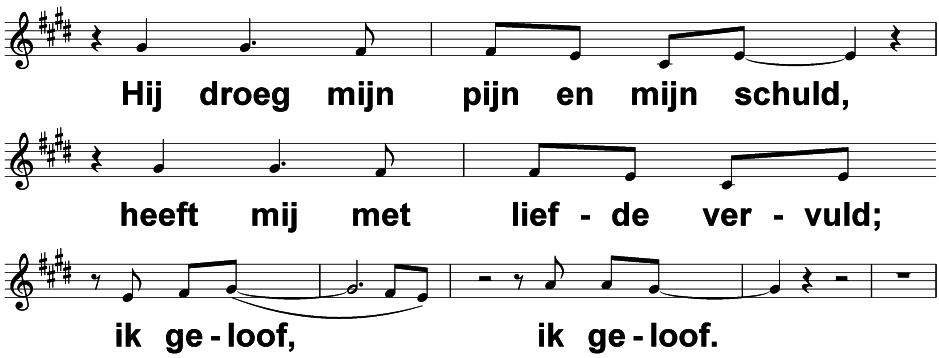 Hij droeg mijn pijn en mijn schuld,
heeft mij met lief - de ver - vuld;
ik ge - loof, ik ge - loof.